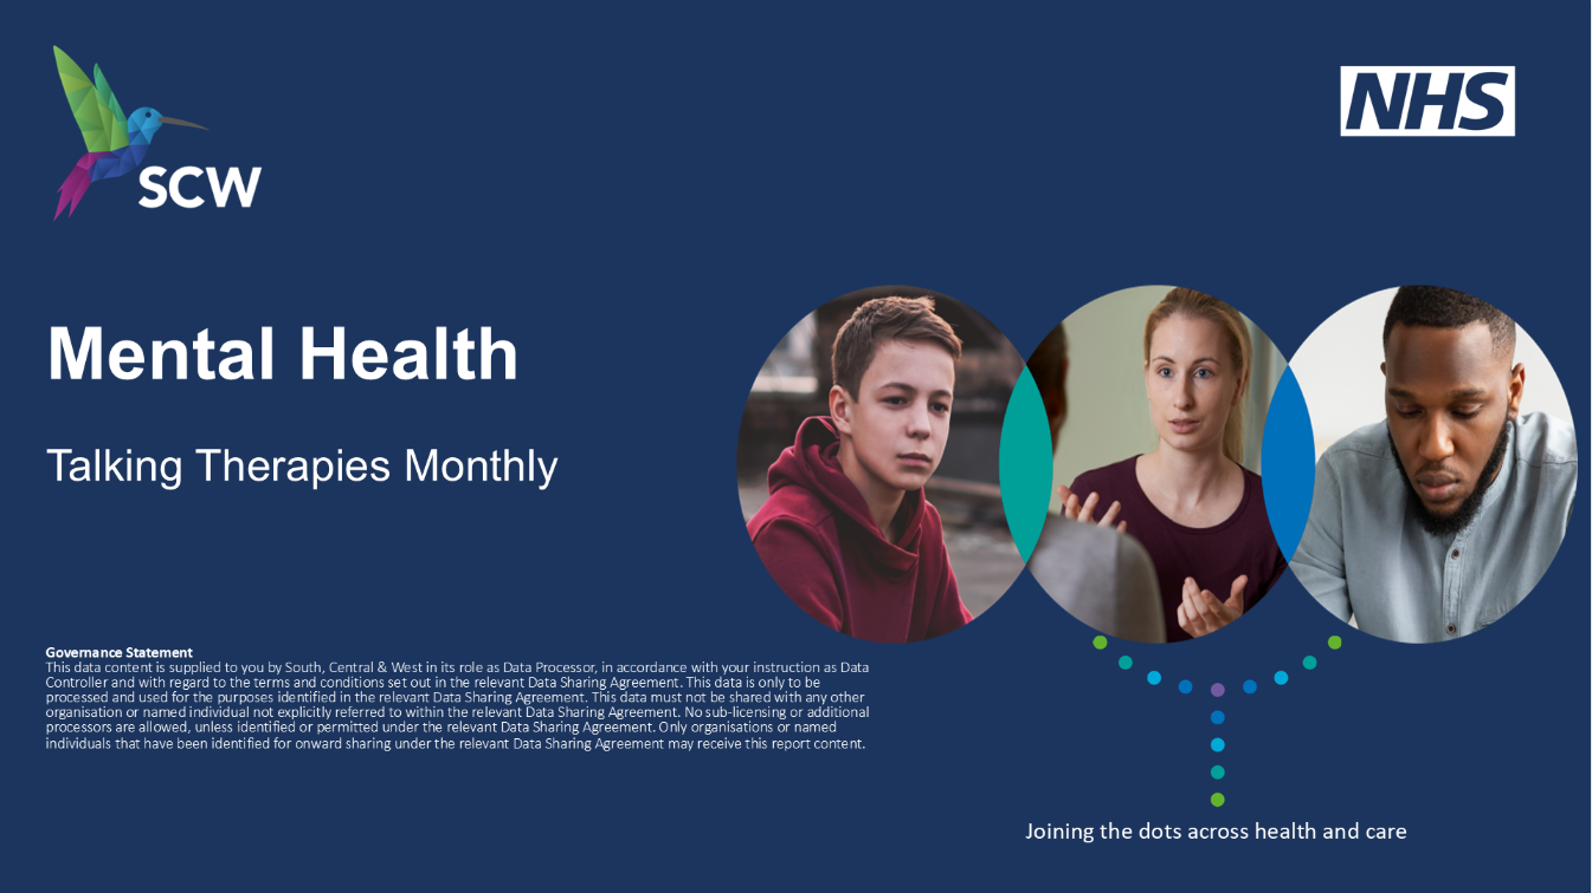 SCW
NHS
Mental Health
Talking Therapies Monthly
Governance Statement
This data content is supplied to you by South, Central & West in its role as Data Processor, in accordance with your instruction as Data
Controller and with regard to the terms and conditions set out in the relevant Data Sharing Agreement. This data is only to be
processed and used for the purposes identified in the relevant Data Sharing Agreement. This data must not be shared with any other
organisation or named individual not explicitly referred to within the relevant Data Sharing Agreement. No sub-licensing or additional
processors are allowed, unless identified or permitted under the relevant Data Sharing Agreement. Only organisations or named
individuals that have been identified for onward sharing under the relevant Data Sharing Agreement may receive this report content.
Joining the dots across health and care